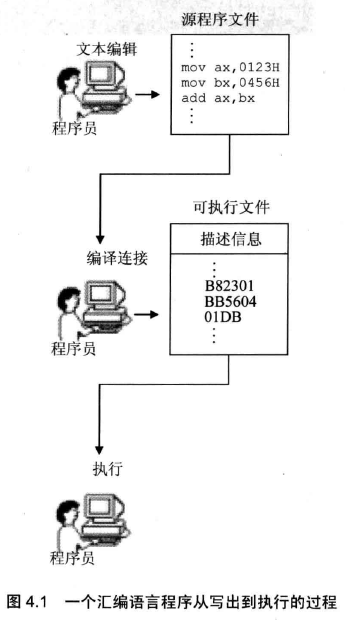 源程序文件
文本编辑
⋮
mov ax,0123H
mov bx,0456H
add ax,bx
⋮
程序员
可执行文件
描述信息
编译连接
⋮
B82301
BB5604
01DB
⋮
程序员
执行
程序员
图 4.1 一个汇编语言程序从写出到执行的过程